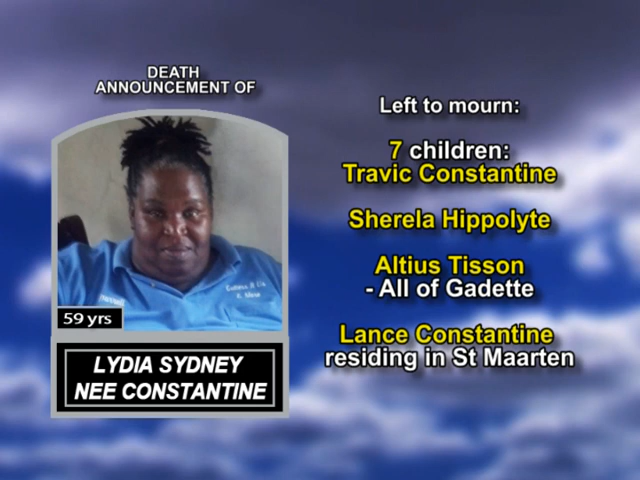 DEATH
ANNOUNCEMENT OF
59 yrs
LYDIA SYDNEY
NEE CONSTANTINE
Left to mourn:
7 children:
Travic Constantine
Sherela Hippolyte
Altius Tisson
- All of Gadette
Lance Constantine
residing in St Maarten